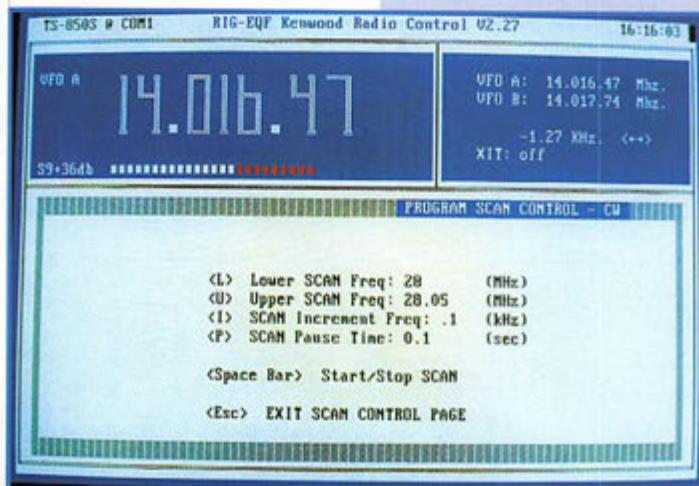 TS-850S @ COM1 RIG-EQF Kenwood Radio Control V2.27 16:16:03
VFO A 14.016.47
S9+36db
VFO A: 14.016.47 Mhz.
VFO B: 14.017.74 Mhz.
-1.27 KHz. <↔>
XIT: off
PROGRAM SCAN CONTROL - CW
<L> Lower SCAN Freq: 28 (MHz)
<U> Upper SCAN Freq: 28.05 (MHz)
<I> SCAN Increment Freq: .1 (kHz)
<P> SCAN Pause Time: 0.1 (sec)
<Space Bar> Start/Stop SCAN
<Esc> EXIT SCAN CONTROL PAGE